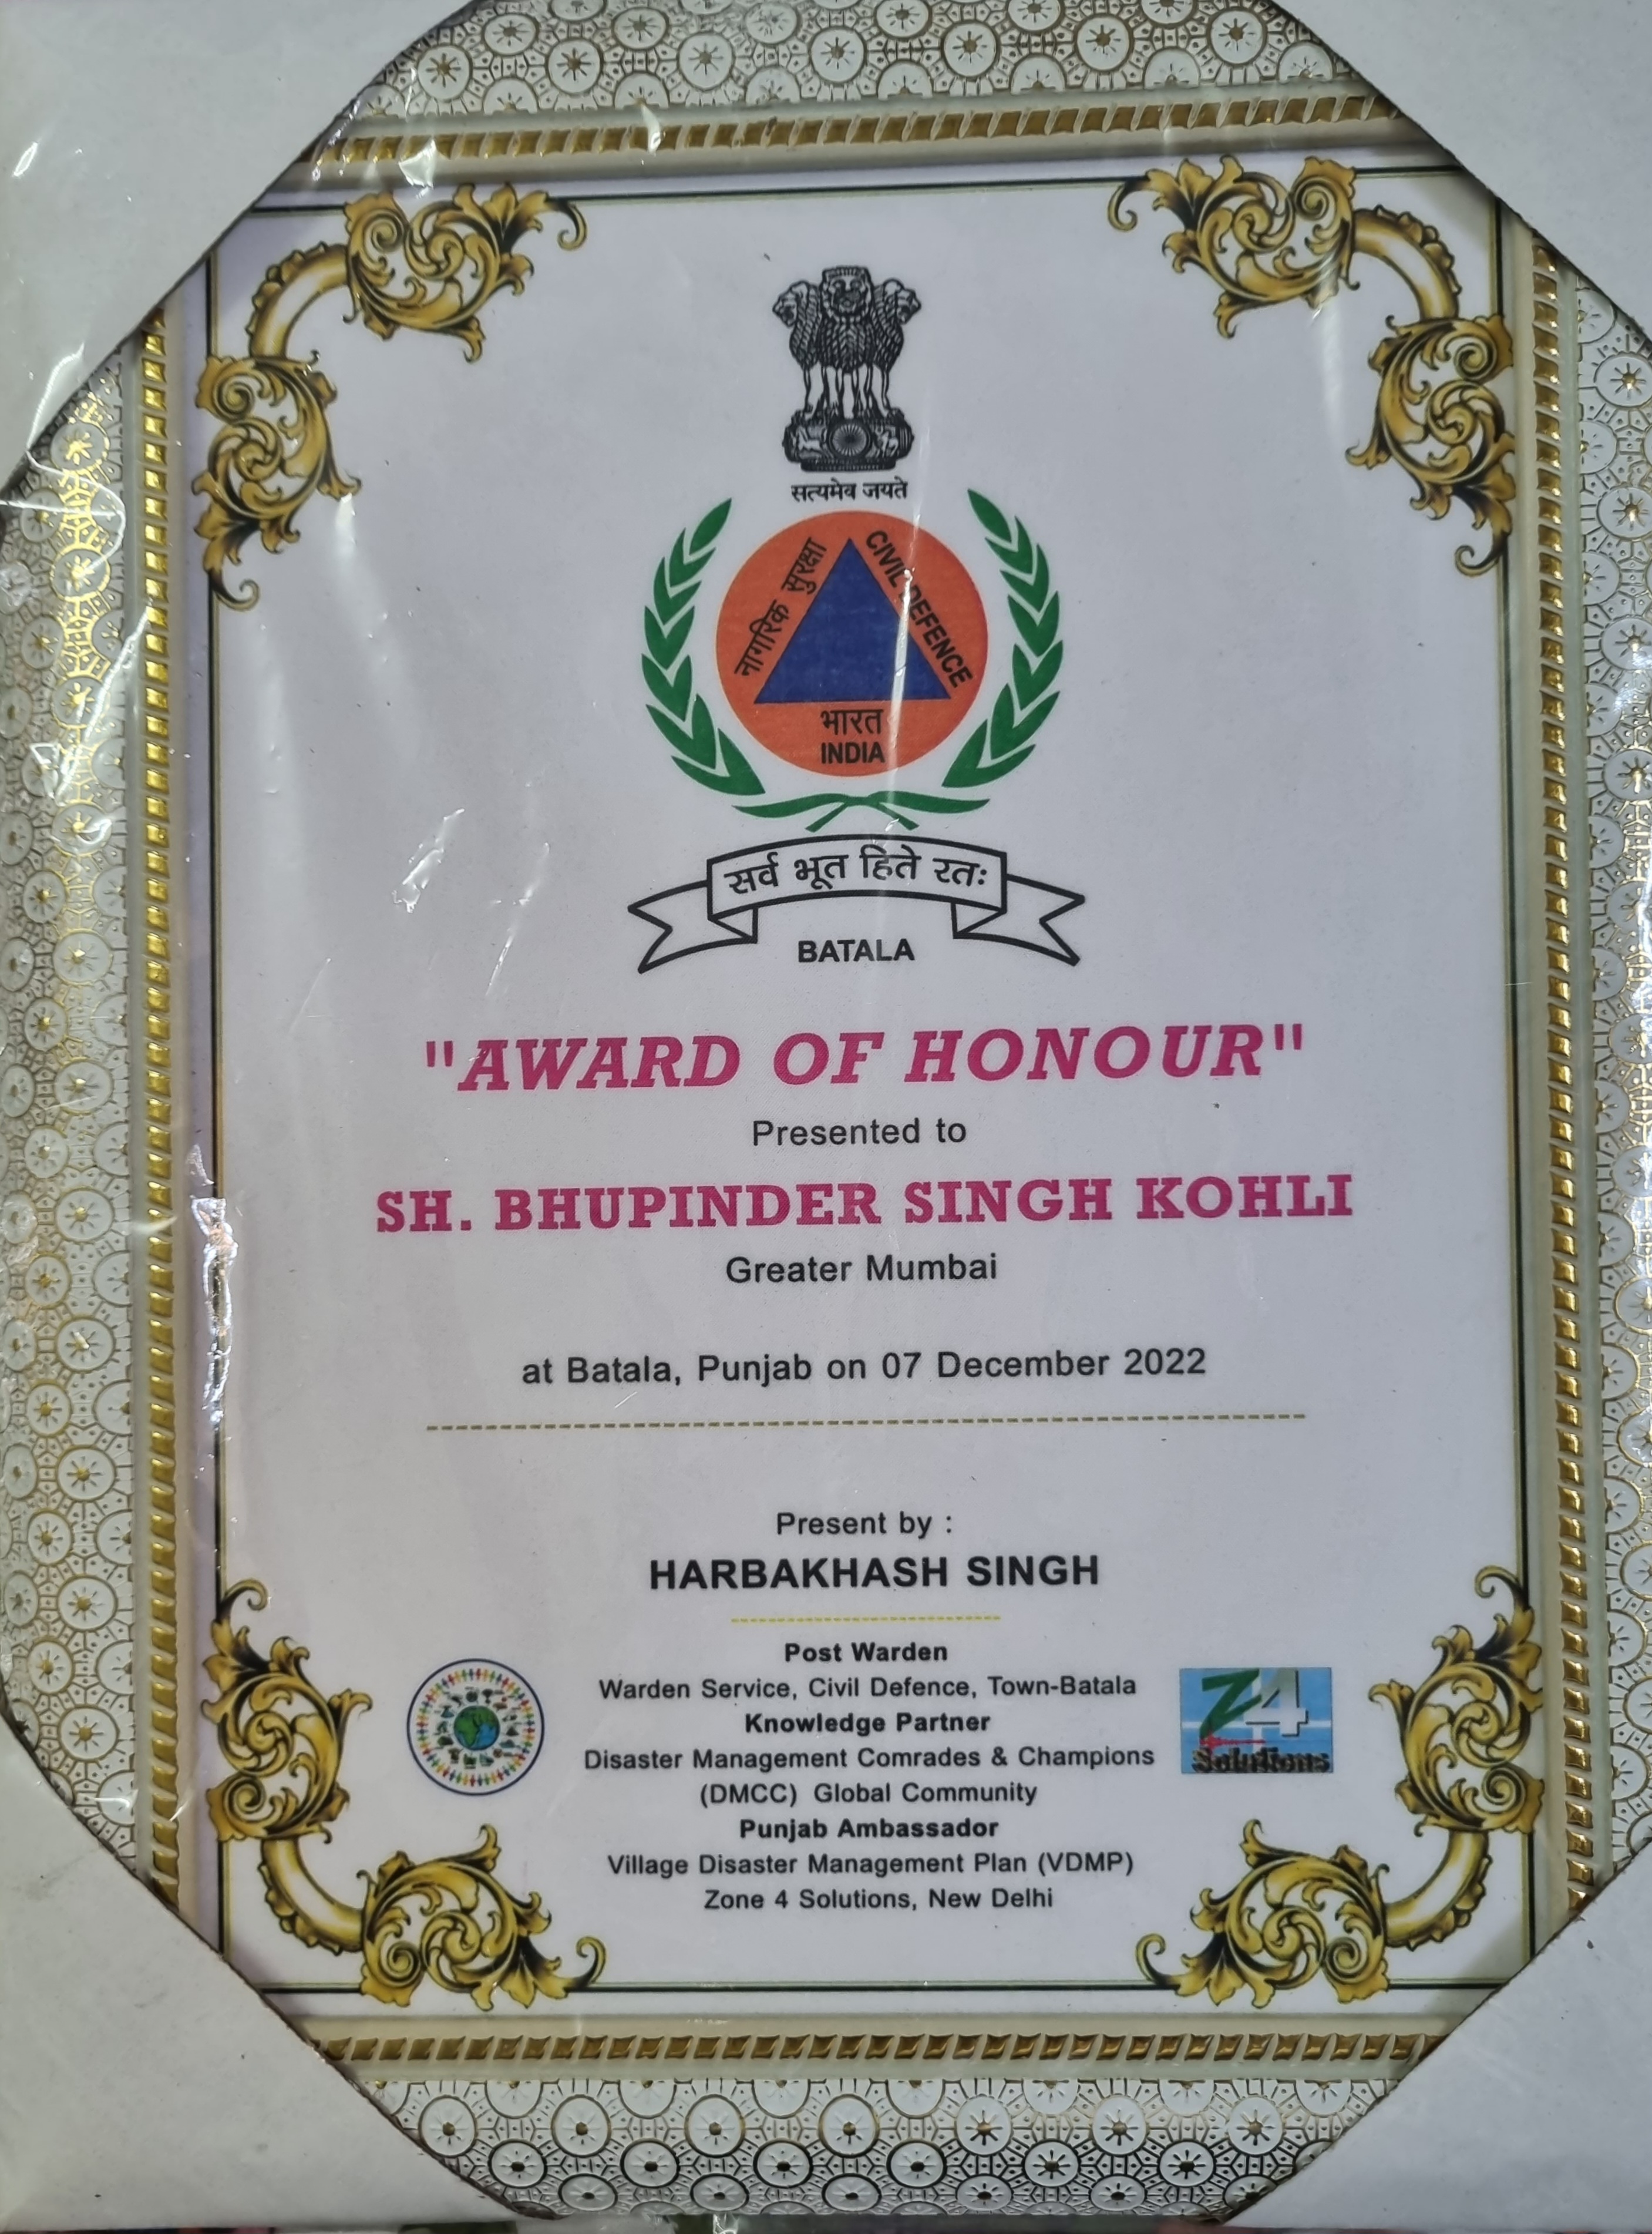 सत्यमेव जयते
नागरिक सुरक्षा
CIVIL DEFENCE
भारत
INDIA
सर्व भूत हिते रतः
BATALA
"AWARD OF HONOUR"
Presented to
SH. BHUPINDER SINGH KOHLI
Greater Mumbai
at Batala, Punjab on 07 December 2022
Present by :
HARBAKHASH SINGH
Post Warden
Warden Service, Civil Defence, Town-Batala
Knowledge Partner
Disaster Management Comrades & Champions
(DMCC) Global Community
Punjab Ambassador
Village Disaster Management Plan (VDMP)
Zone 4 Solutions, New Delhi
Z4
Solutions